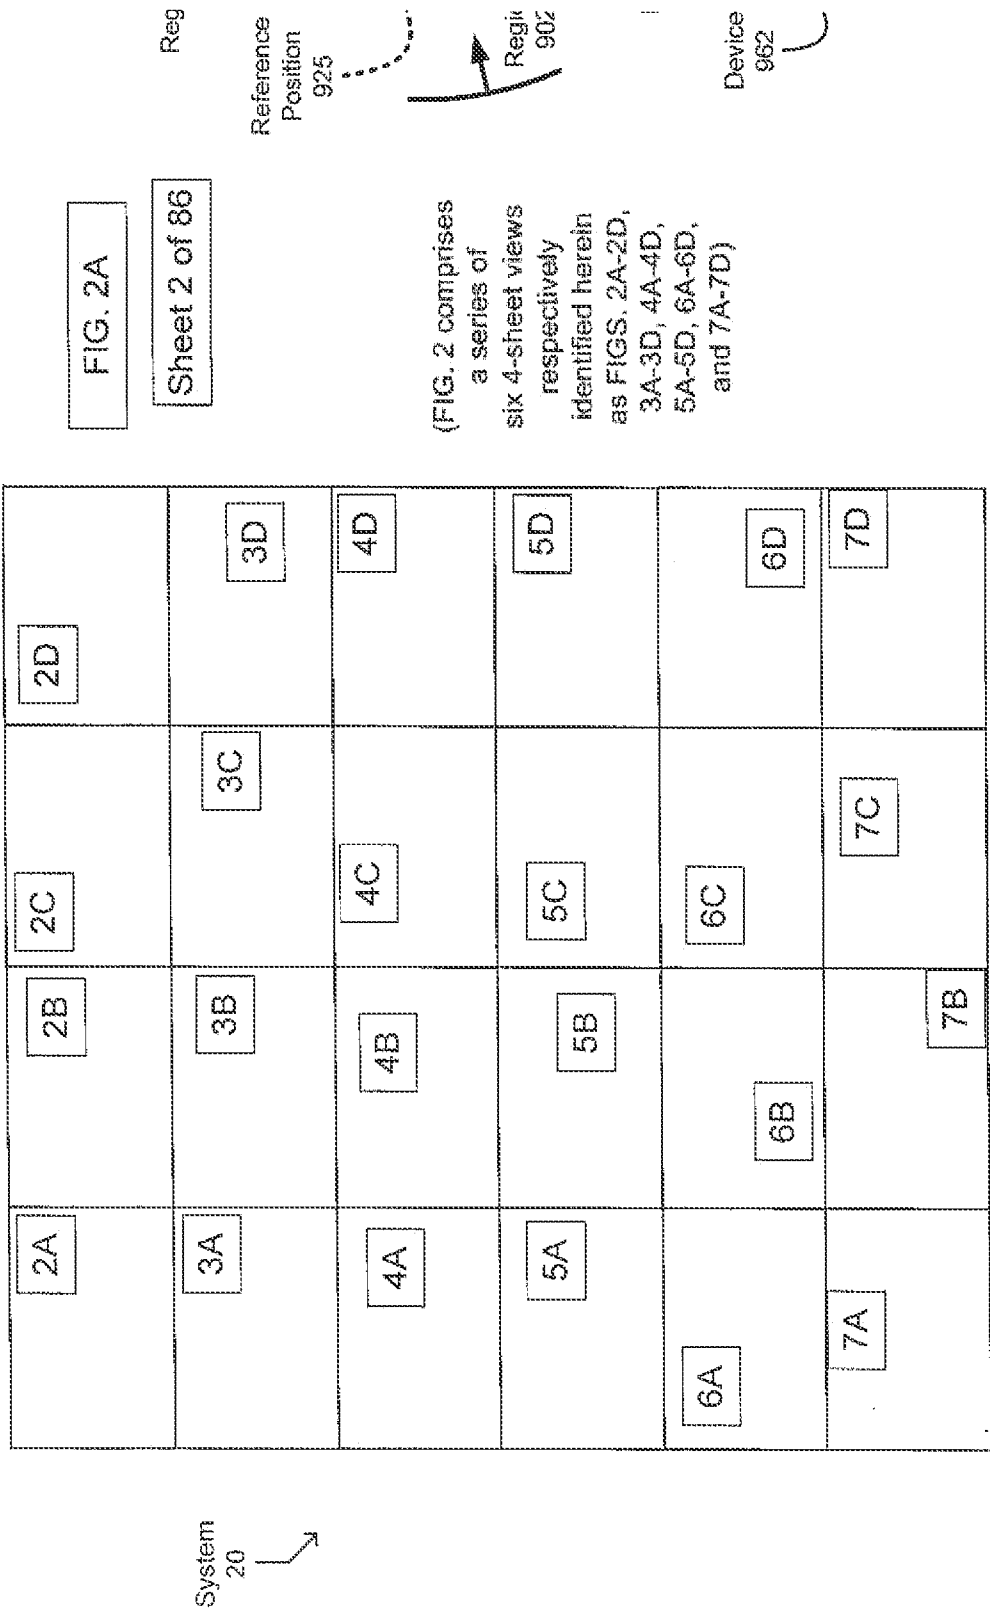 FIG. 2A
Sheet 2 of 86
Reg
Reference
Position
925
902
Device
962
(FIG. 2 comprises
a series of
six 4-sheet views
respectively
identified herein
as FIGS. 2A-2D,
3A-3D, 4A-4D,
5A-5D, 6A-6D,
and 7A-7D)
System
20
2A
2B
2C
2D
3A
3B
3C
3D
4A
4B
4C
4D
5A
5B
5C
5D
6A
6B
6C
6D
7A
7B
7C
7D